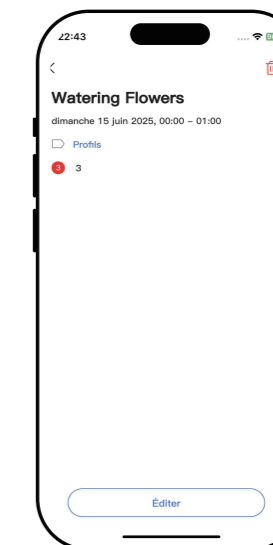 22:43
Watering Flowers
dimanche 15 juin 2025, 00:00 – 01:00
Profils
3 3
Éditer